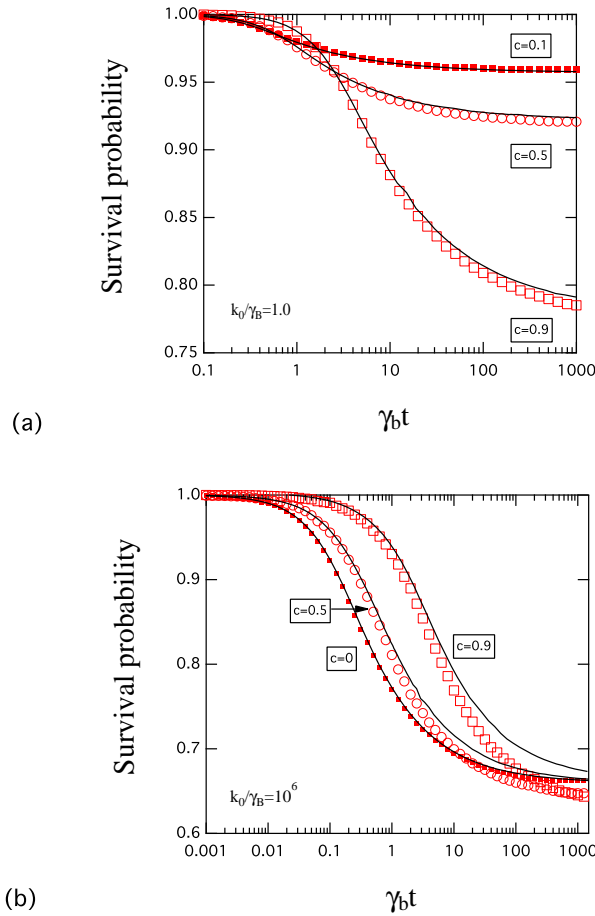 1.00
0.95
0.90
0.85
0.80
0.75
Survival probability
c=0.1
c=0.5
c=0.9
k₀/γB=1.0
0.1 1 10 100 1000
γbt
(a)
1.0
0.9
0.8
0.7
0.6
Survival probability
c=0.5
c=0
c=0.9
k₀/γB=10⁶
0.001 0.01 0.1 1 10 100 1000
γbt
(b)